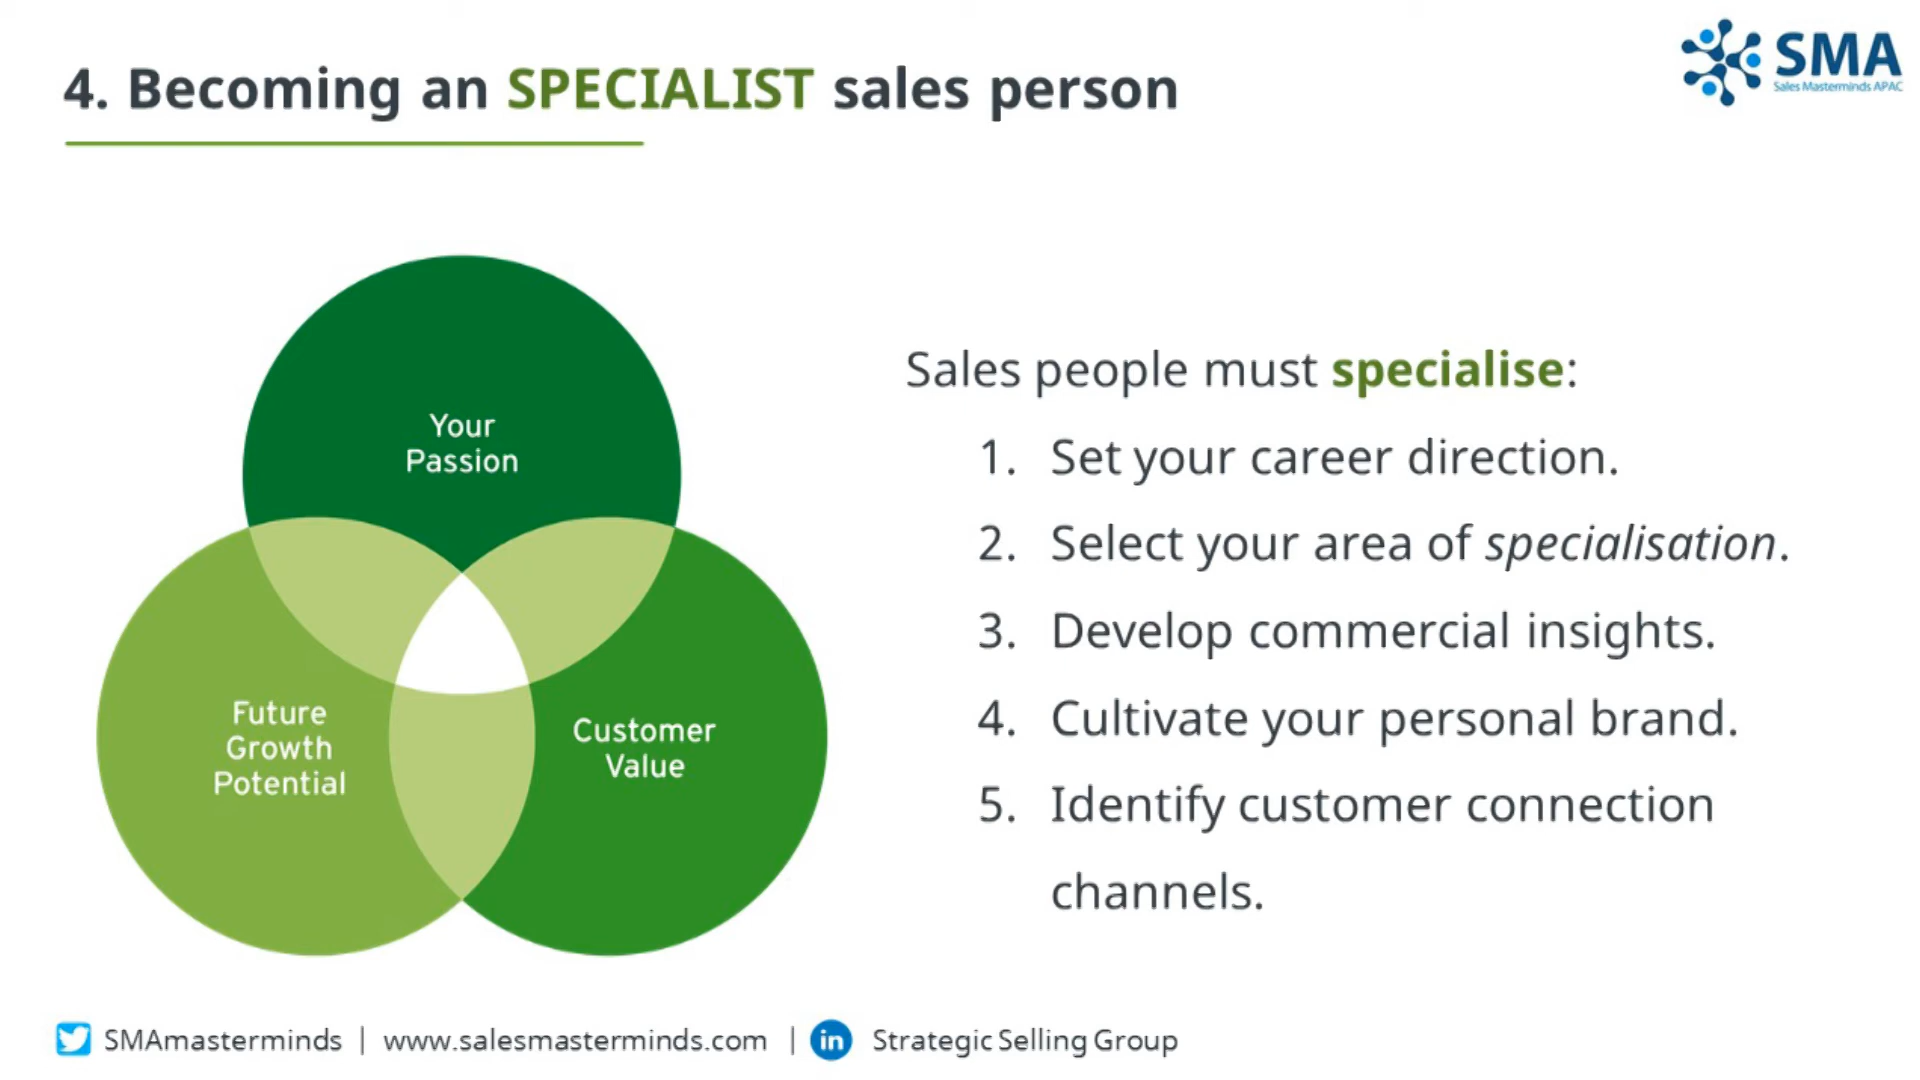 4. Becoming an SPECIALIST sales person
SMA
Sales Masterminds APAC
Your
Passion
Future
Growth
Potential
Customer
Value
Sales people must specialise:
1. Set your career direction.
2. Select your area of specialisation.
3. Develop commercial insights.
4. Cultivate your personal brand.
5. Identify customer connection
channels.
SMAmasterminds | www.salesmasterminds.com | in Strategic Selling Group